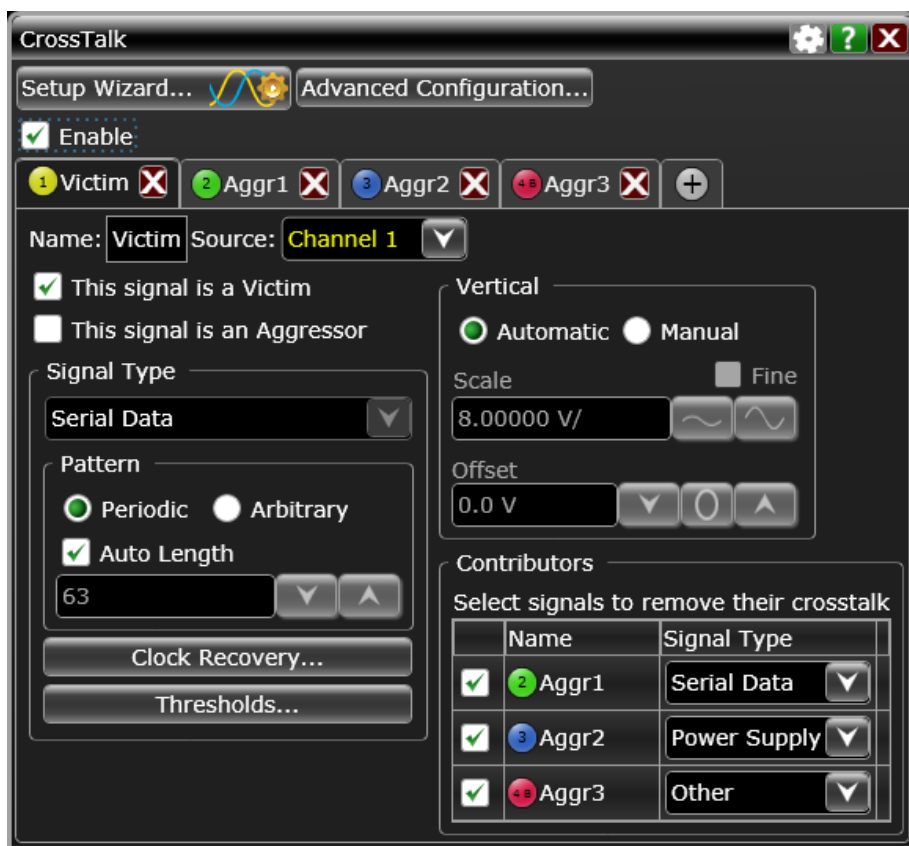 CrossTalk ?
Setup Wizard... Advanced Configuration...
Enable
1 Victim 2 Aggr1 3 Aggr2 4 B Aggr3
Name: Victim Source: Channel 1
This signal is a Victim
This signal is an Aggressor
Signal Type
Serial Data
Pattern
Periodic Arbitrary
Auto Length
63
Clock Recovery...
Thresholds...
Vertical
Automatic Manual
Scale Fine
8.00000 V/
Offset
0.0 V
Contributors
Select signals to remove their crosstalk
Name Signal Type
2 Aggr1 Serial Data
3 Aggr2 Power Supply
4 B Aggr3 Other